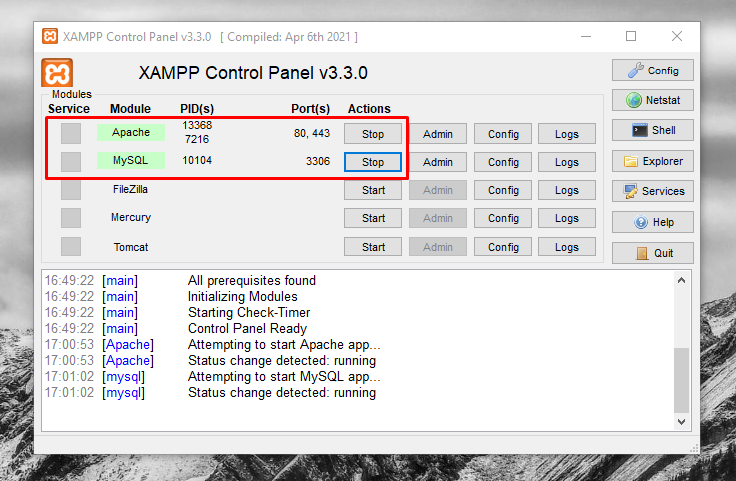 XAMPP Control Panel v3.3.0 [ Compiled: Apr 6th 2021 ]
XAMPP Control Panel v3.3.0
Config
Modules
Service Module PID(s) Port(s) Actions
Netstat
Apache 13368 7216 80, 443 Stop Admin Config Logs
Shell
MySQL 10104 3306 Stop Admin Config Logs
Explorer
FileZilla Start Admin Config Logs
Services
Mercury Start Admin Config Logs
Help
Tomcat Start Admin Config Logs
Quit
16:49:22 [main] All prerequisites found
16:49:22 [main] Initializing Modules
16:49:22 [main] Starting Check-Timer
16:49:22 [main] Control Panel Ready
17:00:53 [Apache] Attempting to start Apache app...
17:00:53 [Apache] Status change detected: running
17:01:02 [mysql] Attempting to start MySQL app...
17:01:02 [mysql] Status change detected: running